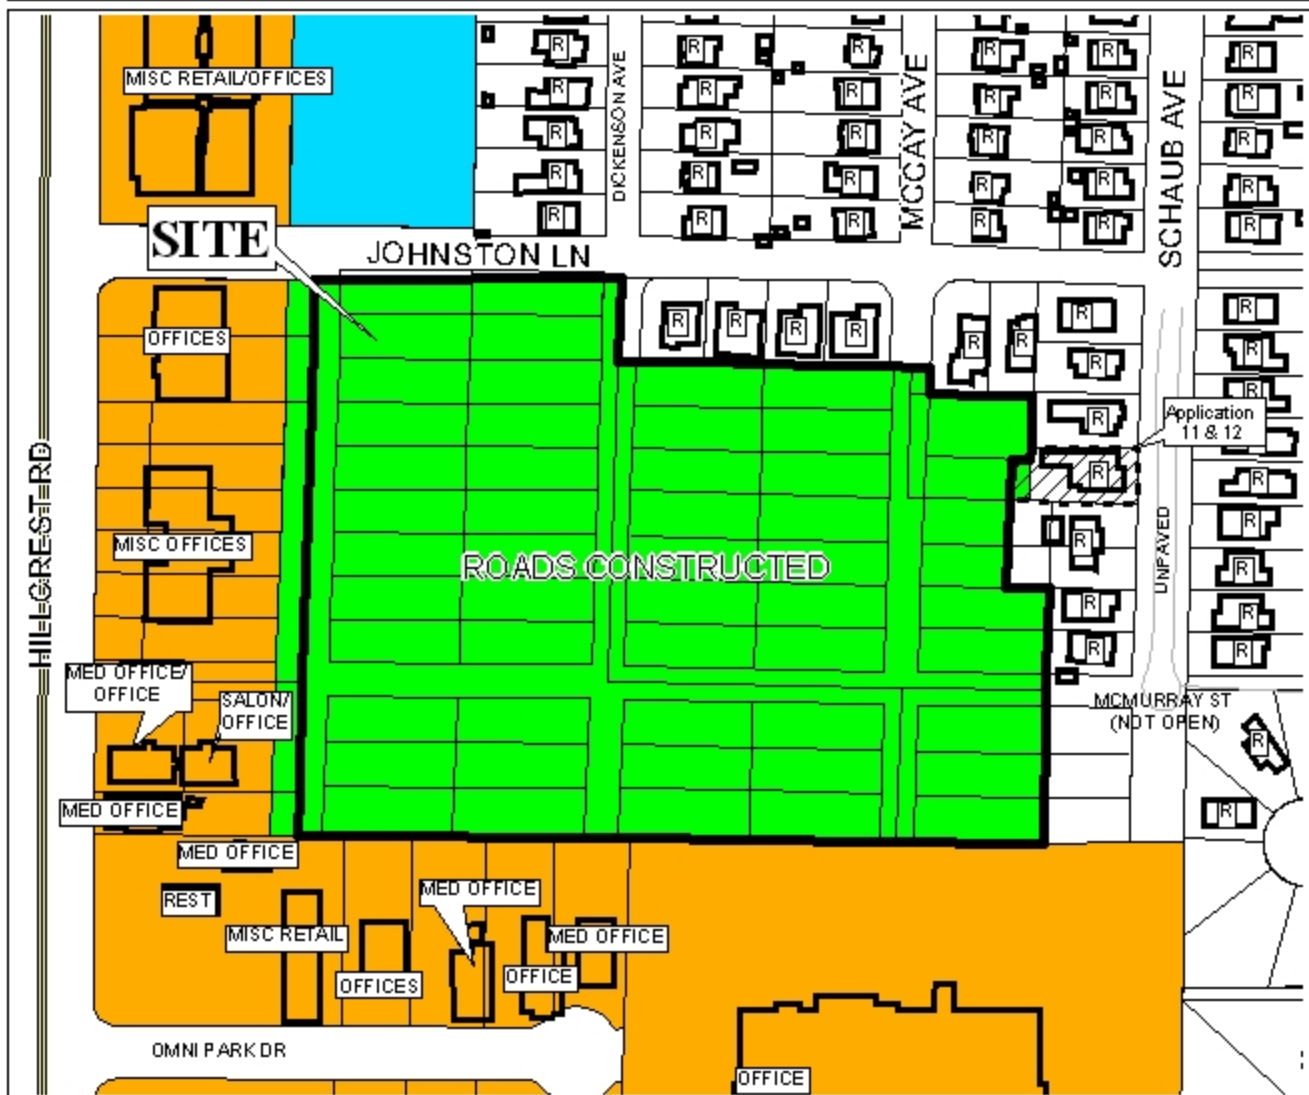 MISC RETAIL/OFFICES
R
R
R
R
R
DICKENSON AVE
R
R
R
R
R
R
R
R
R
R
MCCAY AVE
R
R
R
R
R
R
R
R
R
R
SCHAUB AVE
R
R
R
R
R
SITE
JOHNSTON LN
OFFICES
R
R
R
R
R
R
R
R
R
R
R
R
Application
11 & 12
R
R
R
R
HILLCREST RD
MISC OFFICES
ROADS CONSTRUCTED
R
UNPAVED
R
R
R
R
R
R
MED OFFICE/
OFFICE
SALON/
OFFICE
MCMURRAY ST
(NOT OPEN)
R
MED OFFICE
R
MED OFFICE
REST
MED OFFICE
MISC RETAIL
MED OFFICE
OFFICES
OFFICE
OMNI PARK DR
OFFICE